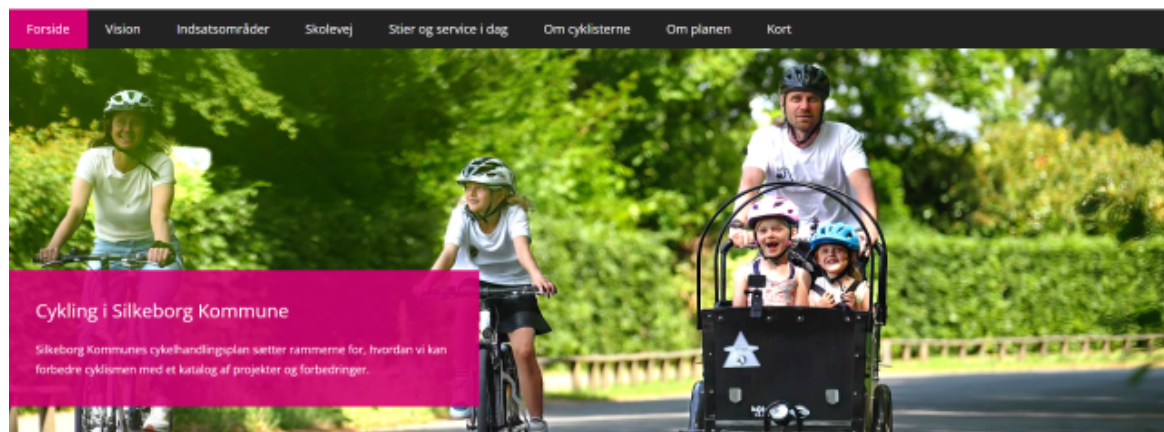 Forside Vision Indsatsområder Skolevej Stier og service i dag Om cyklisterne Om planen Kort
Cykling i Silkeborg Kommune
Silkeborg Kommunes cykelhandlingsplan sætter rammerne for, hvordan vi kan
forbedre cyklismen med et katalog af projekter og forbedringer.